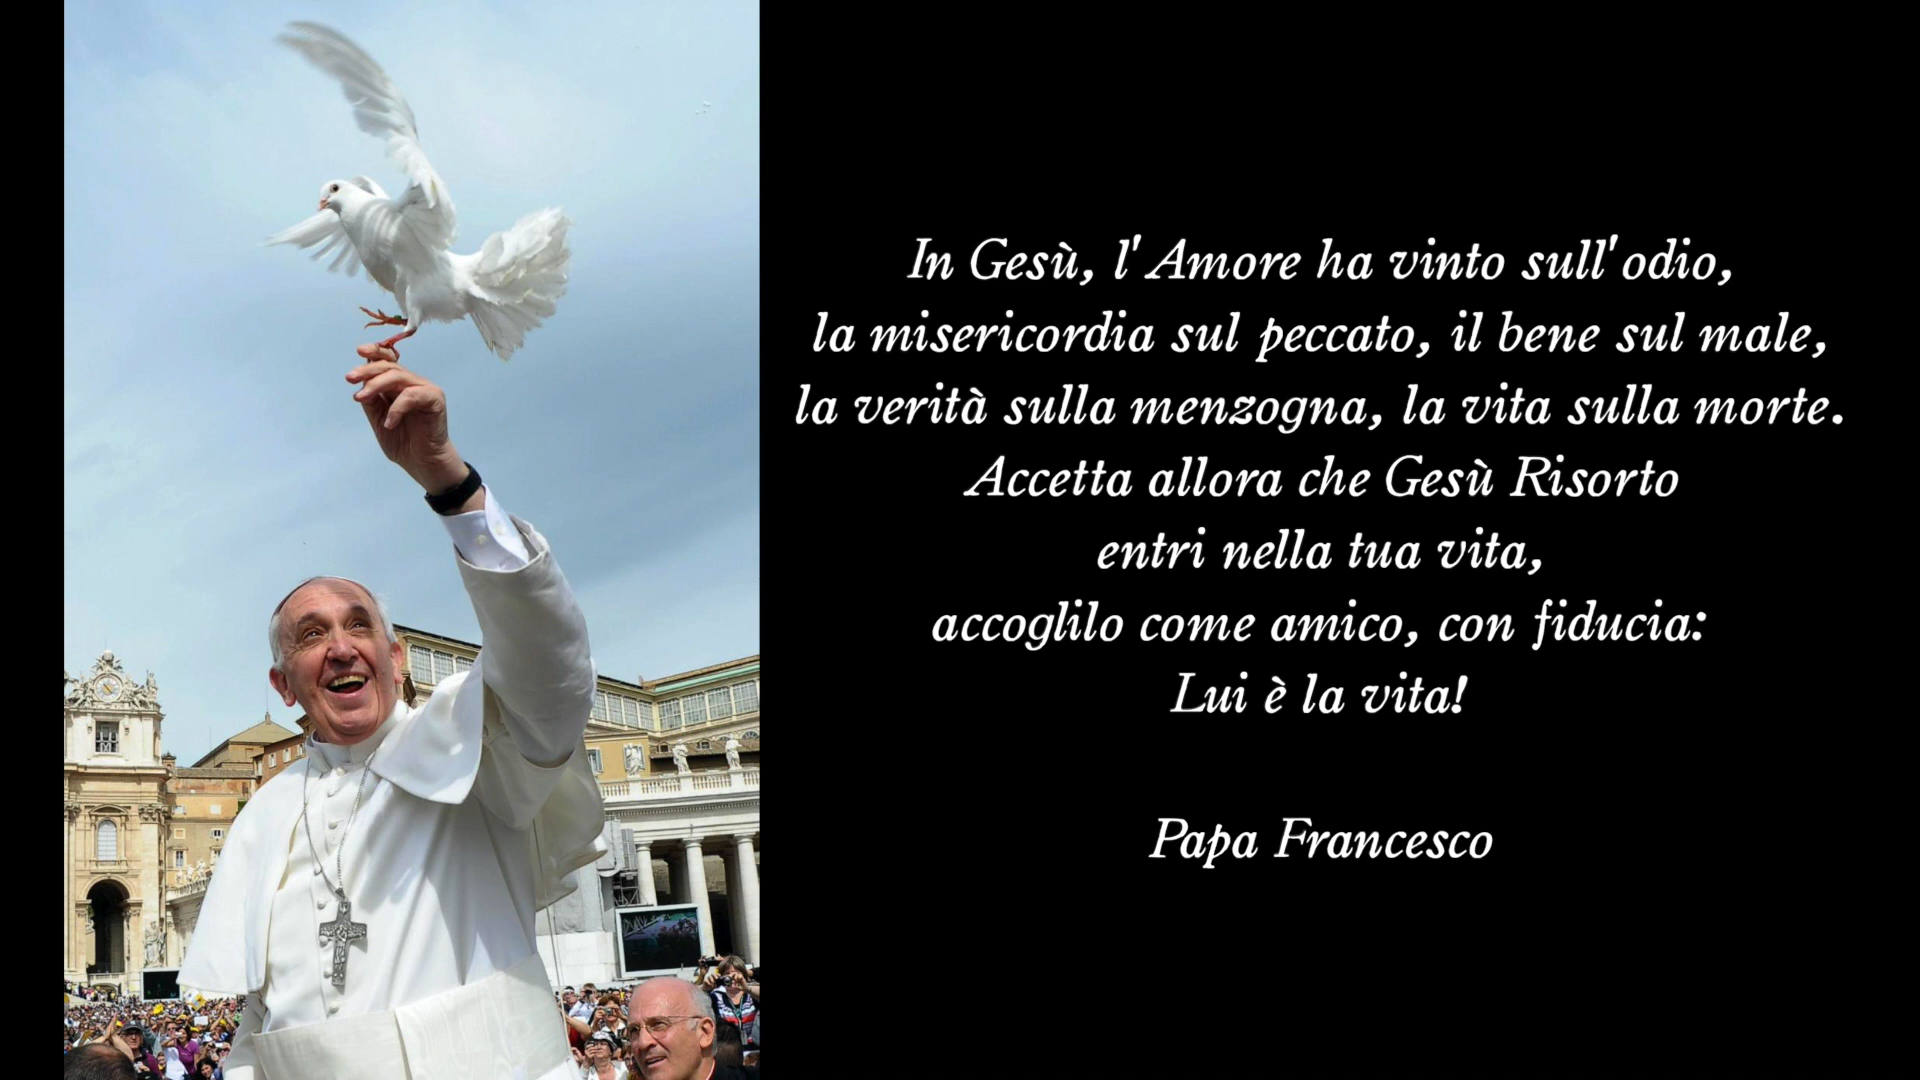 In Gesù, l'Amore ha vinto sull'odio,
la misericordia sul peccato, il bene sul male,
la verità sulla menzogna, la vita sulla morte.
Accetta allora che Gesù Risorto
entri nella tua vita,
accoglilo come amico, con fiducia:
Lui è la vita!
Papa Francesco